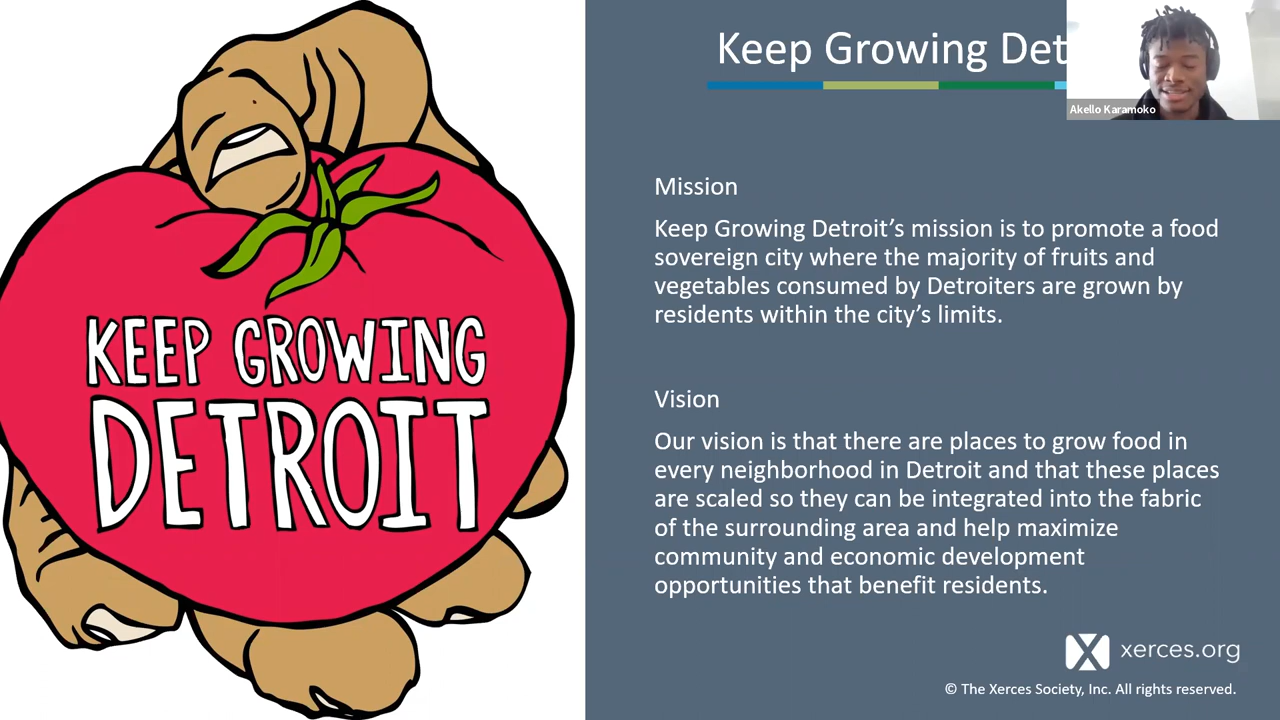 KEEP GROWING
DETROIT
Keep Growing Det
Akello Karamoko
Mission
Keep Growing Detroit’s mission is to promote a food
sovereign city where the majority of fruits and
vegetables consumed by Detroiters are grown by
residents within the city’s limits.
Vision
Our vision is that there are places to grow food in
every neighborhood in Detroit and that these places
are scaled so they can be integrated into the fabric
of the surrounding area and help maximize
community and economic development
opportunities that benefit residents.
xerces.org
© The Xerces Society, Inc. All rights reserved.